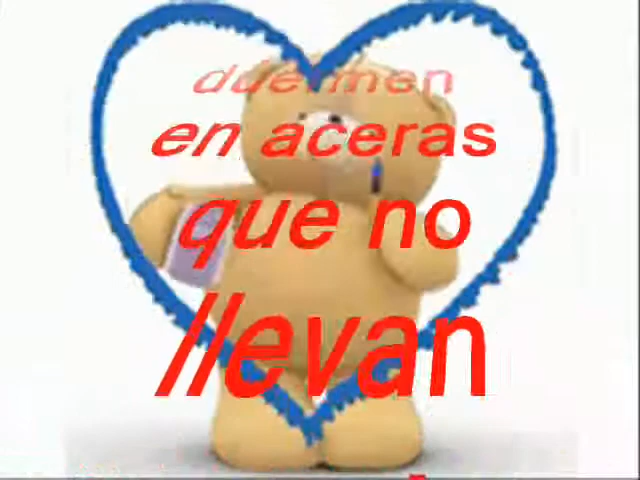 duermen
en aceras
que no
llevan